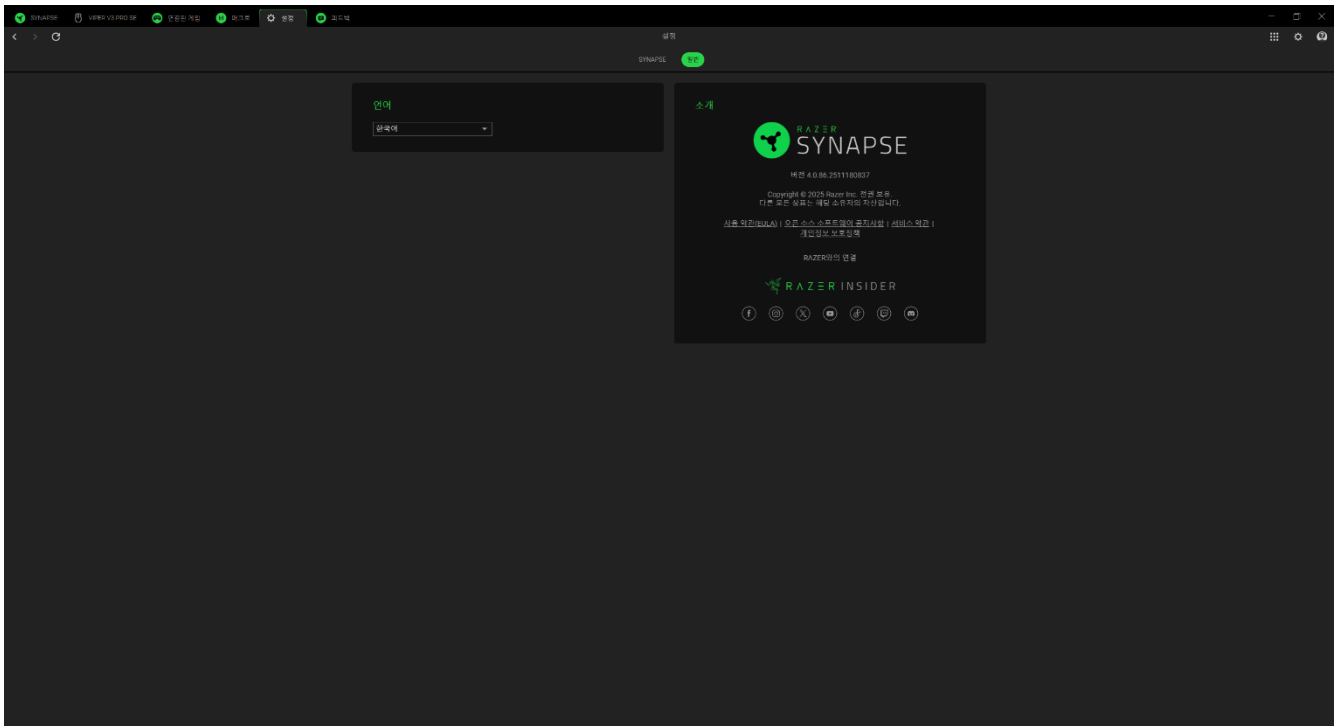 SYNAPSE
VIPER V3 PRO SE
연결된 게임
매크로
설정
피드백
설정
SYNAPSE
일반
언어
한국어
소개
RAZER
SYNAPSE
버전 4.0.86.2511180837
Copyright © 2025 Razer Inc. 전권 보유.
다른 모든 상표는 해당 소유자의 자산입니다.
사용 약관(EULA) | 오픈 소스 소프트웨어 공지사항 | 서비스 약관 |
개인정보 보호정책
RAZER와의 연결
RAZER INSIDER